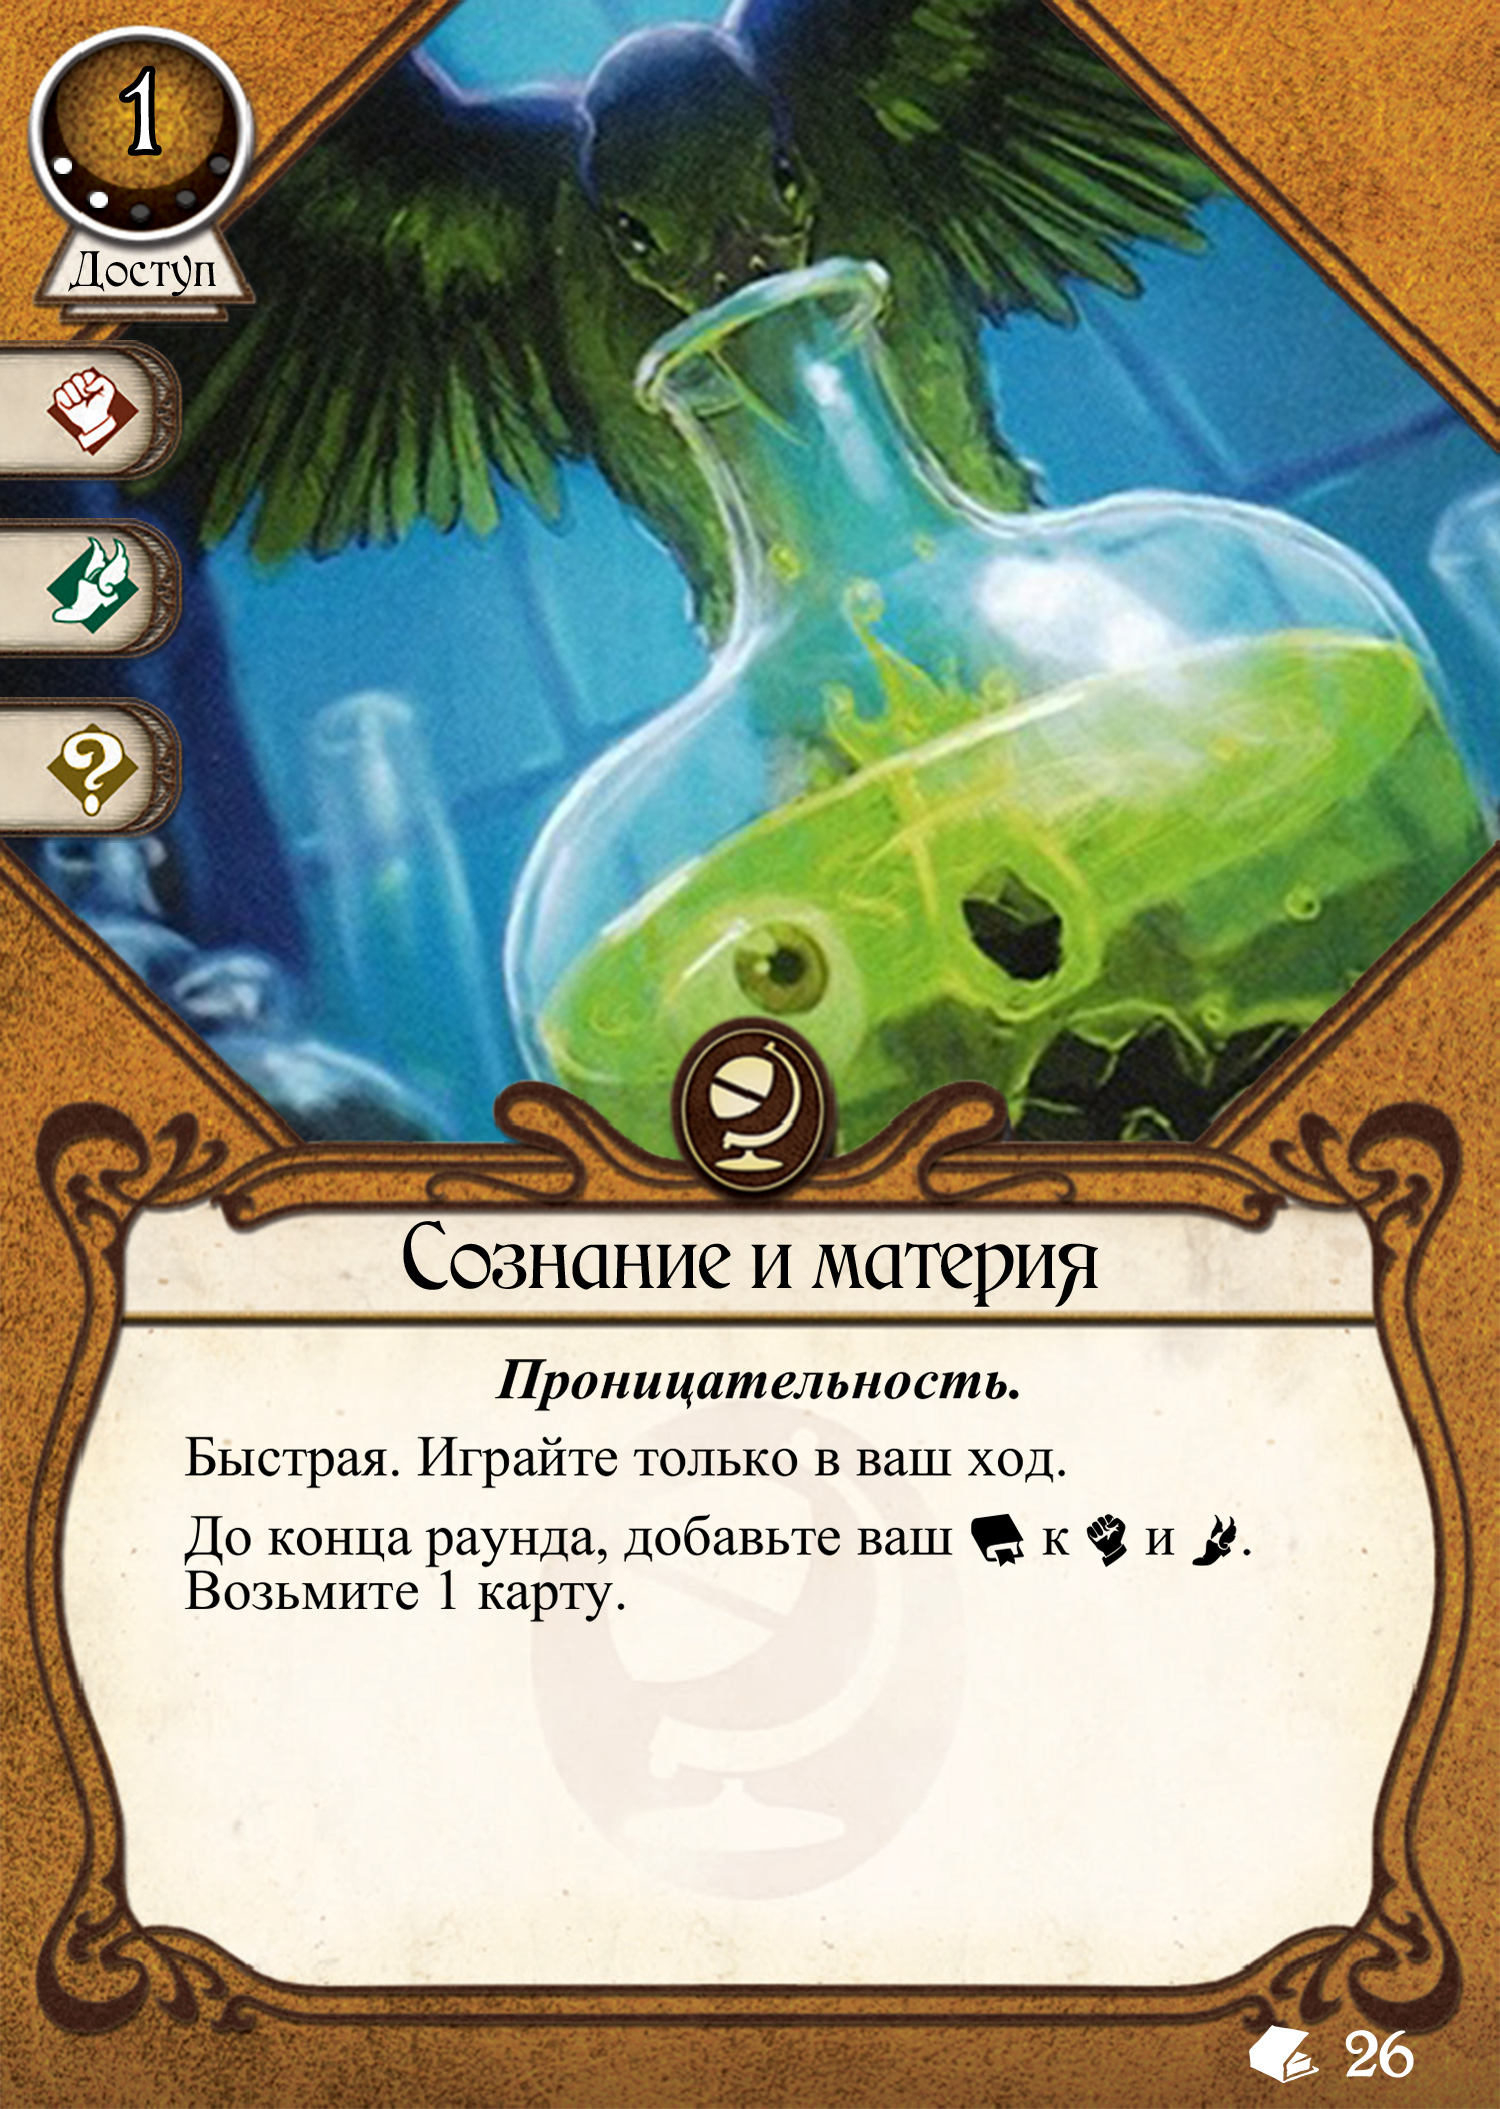 1
Доступ
Сознание и материя
Проницательность.
Быстрая. Играйте только в ваш ход.
До конца раунда, добавьте ваш к и .
Возьмите 1 карту.
26